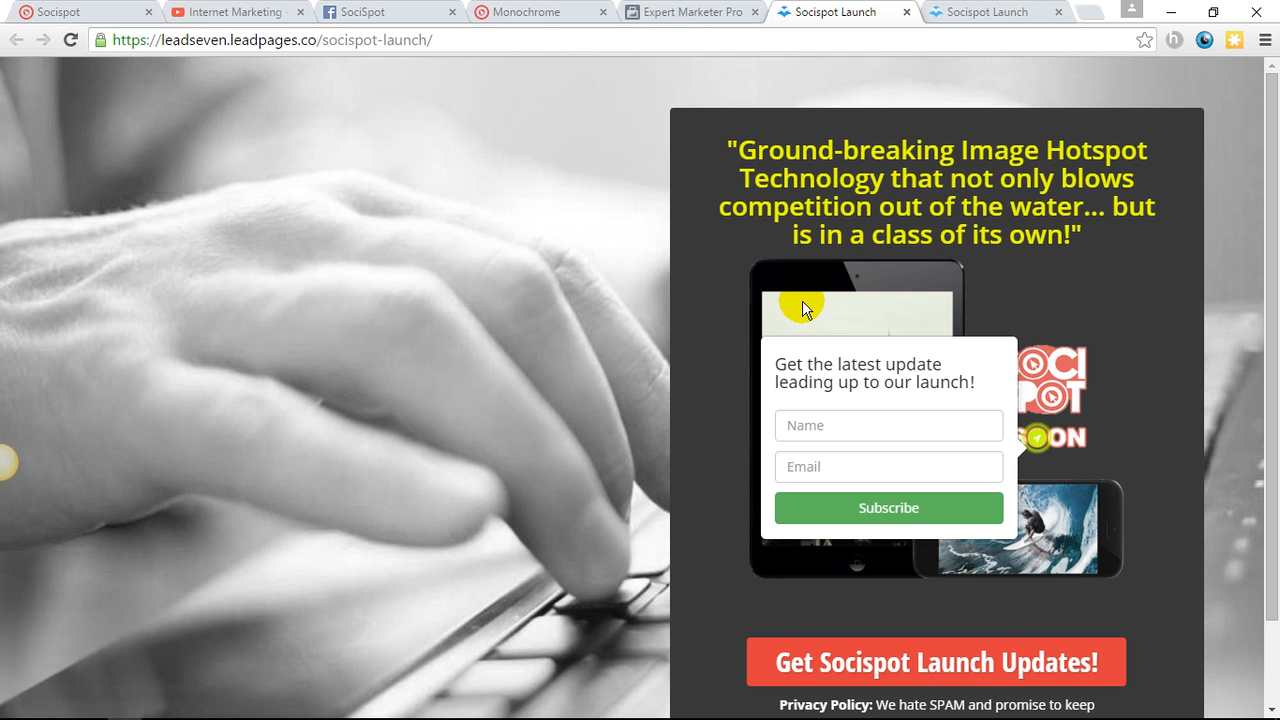 Socispot
Internet Marketing
SociSpot
Monochrome
Expert Marketer Pro
Socispot Launch
Socispot Launch
https://leadseven.leadpages.co/socispot-launch/
"Ground-breaking Image Hotspot
Technology that not only blows
competition out of the water... but
is in a class of its own!"
Get the latest update
leading up to our launch!
Name
Email
Subscribe
OCI
POT
ON
Get Socispot Launch Updates!
Privacy Policy: We hate SPAM and promise to keep